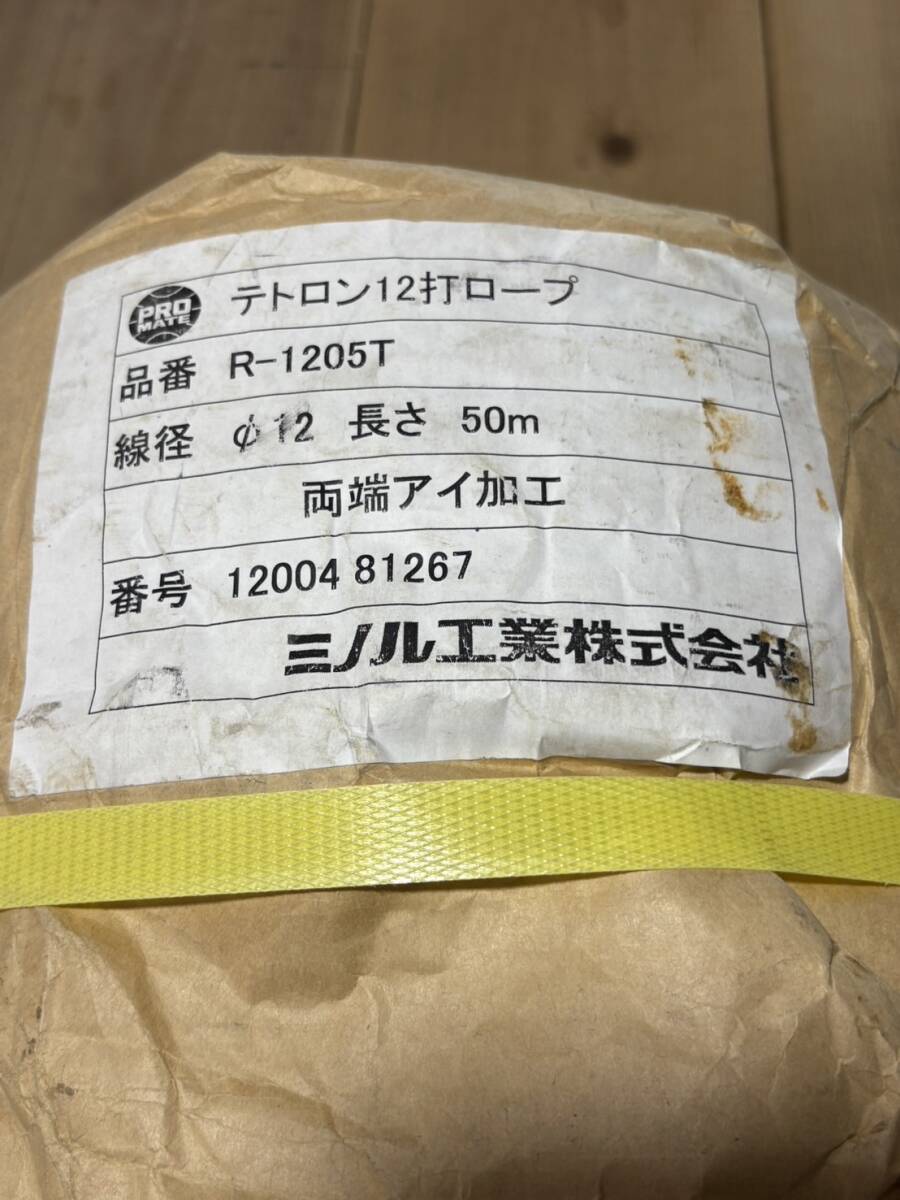 PRO MATE テトロン12打ロープ
品番 R-1205T
線径 φ12 長さ 50m
両端アイ加工
番号 12004 81267
ミノル工業株式会社